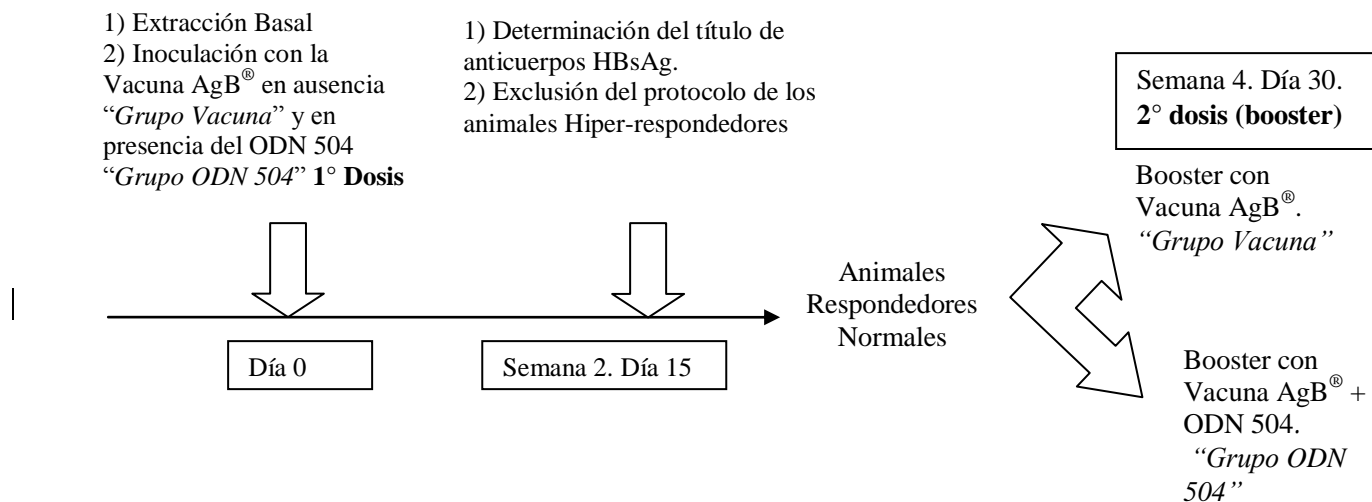 1) Extracción Basal
2) Inoculación con la
Vacuna AgB® en ausencia
“Grupo Vacuna” y en
presencia del ODN 504
“Grupo ODN 504” 1° Dosis
1) Determinación del título de
anticuerpos HBsAg.
2) Exclusión del protocolo de los
animales Hiper-respondedores
Semana 4. Día 30.
2° dosis (booster)
Booster con
Vacuna AgB®.
“Grupo Vacuna”
Animales
Respondedores
Normales
Día 0
Semana 2. Día 15
Booster con
Vacuna AgB® +
ODN 504.
“Grupo ODN
504”